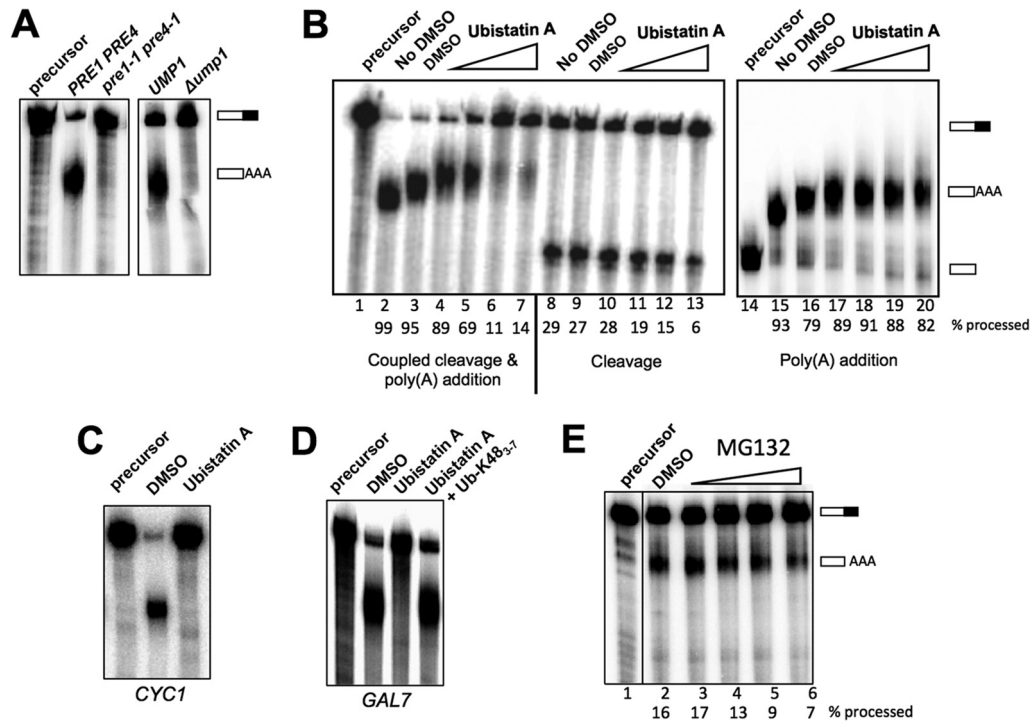 A
precursor
PRE1 PRE4
pre1-1 pre4-1
UMP1
Δump1
AAA
B
precursor
No DMSO
DMSO
Ubistatin A
No DMSO
DMSO
Ubistatin A
precursor
No DMSO
DMSO
Ubistatin A
AAA
1 2 3 4 5 6 7 8 9 10 11 12 13 14 15 16 17 18 19 20
99 95 89 69 11 14 29 27 28 19 15 6 93 79 89 91 88 82 % processed
Coupled cleavage &
poly(A) addition
Cleavage
Poly(A) addition
C
precursor
DMSO
Ubistatin A
CYC1
D
precursor
DMSO
Ubistatin A
Ubistatin A
+ Ub-K48₃₋₇
GAL7
E
precursor
DMSO
MG132
AAA
1 2 3 4 5 6
16 17 13 9 7 % processed